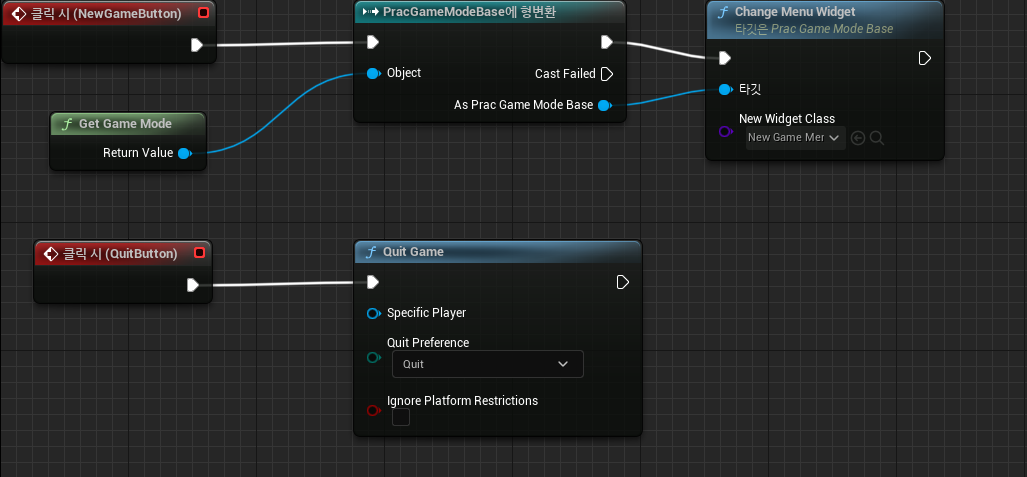 클릭 시 (NewGameButton)
PracGameModeBase에 형변환
Object
Cast Failed
As Prac Game Mode Base
Change Menu Widget
타깃은 Prac Game Mode Base
타깃
New Widget Class
New Game Mer
f Get Game Mode
Return Value
클릭 시 (QuitButton)
f Quit Game
Specific Player
Quit Preference
Quit
Ignore Platform Restrictions